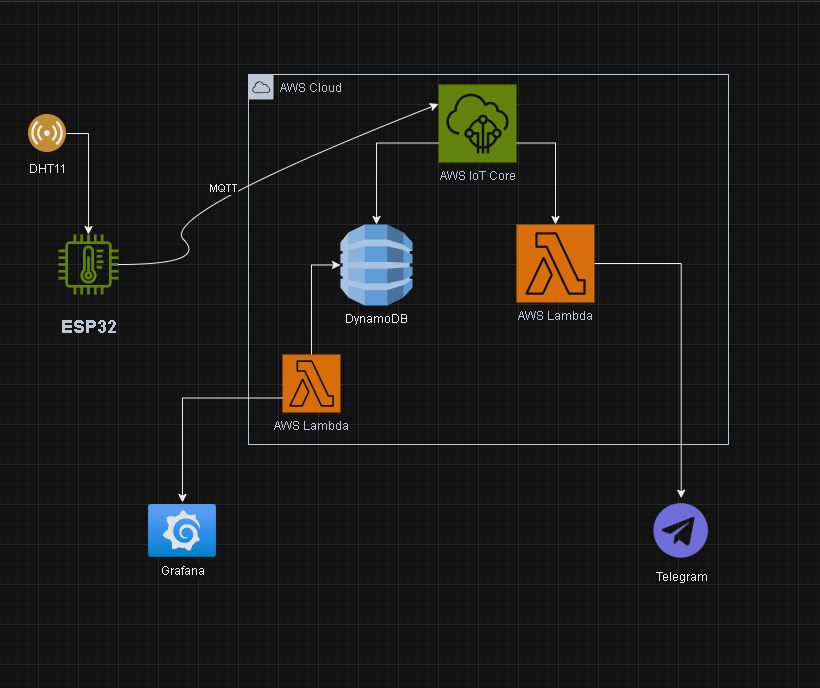 AWS Cloud
DHT11
AWS IoT Core
MQTT
ESP32
DynamoDB
AWS Lambda
AWS Lambda
Grafana
Telegram